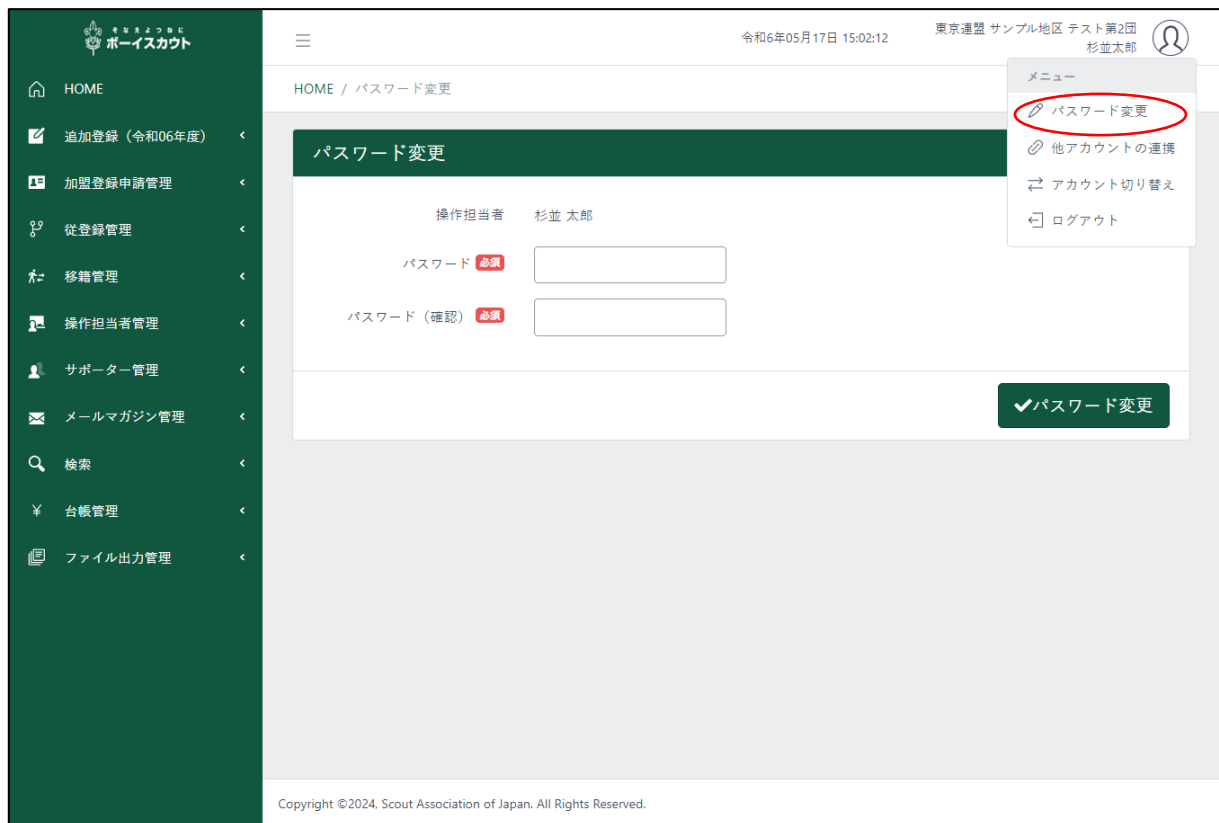 そなえよつねに
ボーイスカウト
令和6年05月17日 15:02:12
東京連盟 サンプル地区 テスト第2団
杉並太郎
HOME
追加登録（令和06年度）
加盟登録申請管理
従登録管理
移籍管理
操作担当者管理
サポーター管理
メールマガジン管理
検索
台帳管理
ファイル出力管理
HOME / パスワード変更
メニュー
パスワード変更
他アカウントの連携
アカウント切り替え
ログアウト
パスワード変更
操作担当者 杉並 太郎
パスワード 必須
パスワード（確認） 必須
パスワード変更
Copyright ©2024, Scout Association of Japan. All Rights Reserved.